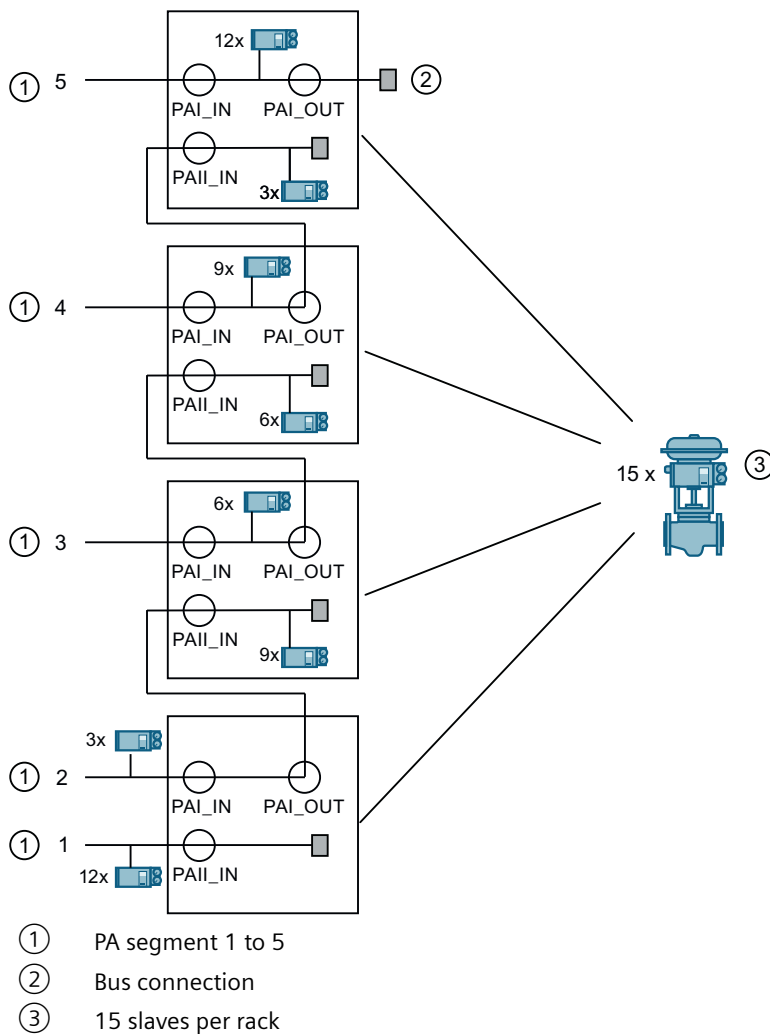 12x
① 5
②
PAI_IN PAI_OUT
PAII_IN
3x
9x
① 4
PAI_IN PAI_OUT
PAII_IN
6x
15 x ③
6x
① 3
PAI_IN PAI_OUT
PAII_IN
9x
3x
① 2
PAI_IN PAI_OUT
① 1
PAII_IN
12x
① PA segment 1 to 5
② Bus connection
③ 15 slaves per rack